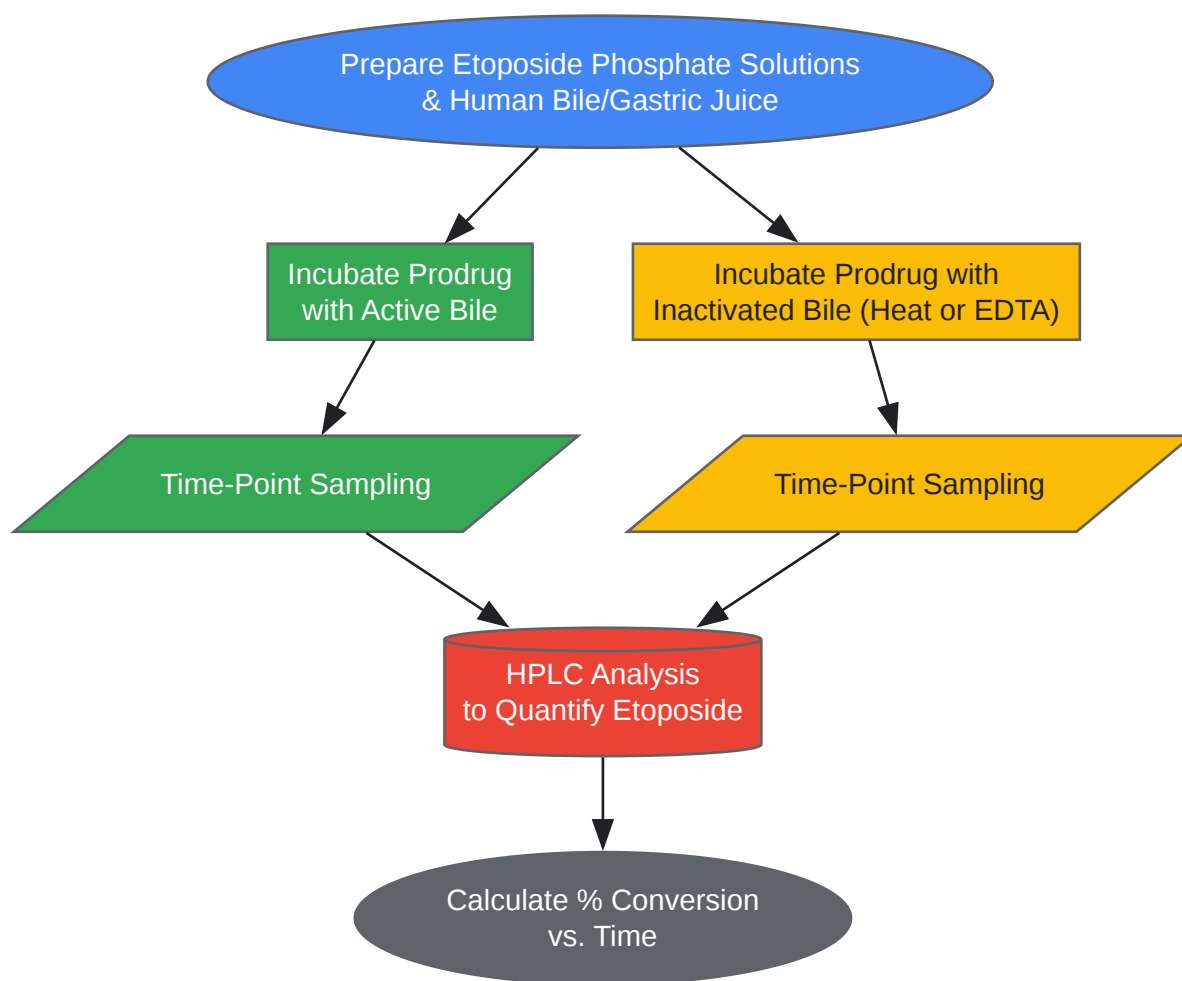 Prepare Etoposide Phosphate Solutions
& Human Bile/Gastric Juice
Incubate Prodrug
with Active Bile
Incubate Prodrug with
Inactivated Bile (Heat or EDTA)
Time-Point Sampling
Time-Point Sampling
HPLC Analysis
to Quantify Etoposide
Calculate % Conversion
vs. Time